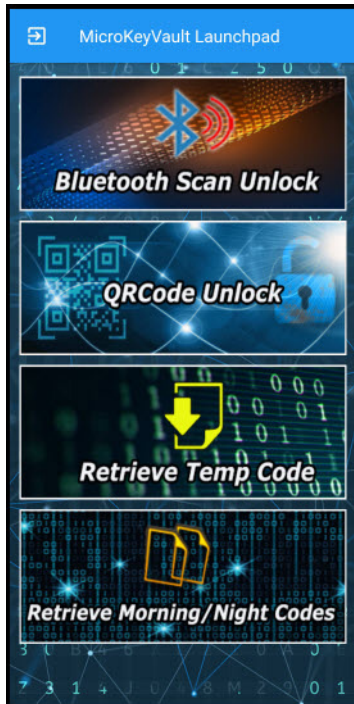 MicroKeyVault Launchpad
Bluetooth Scan Unlock
QRCode Unlock
Retrieve Temp Code
Retrieve Morning/Night Codes